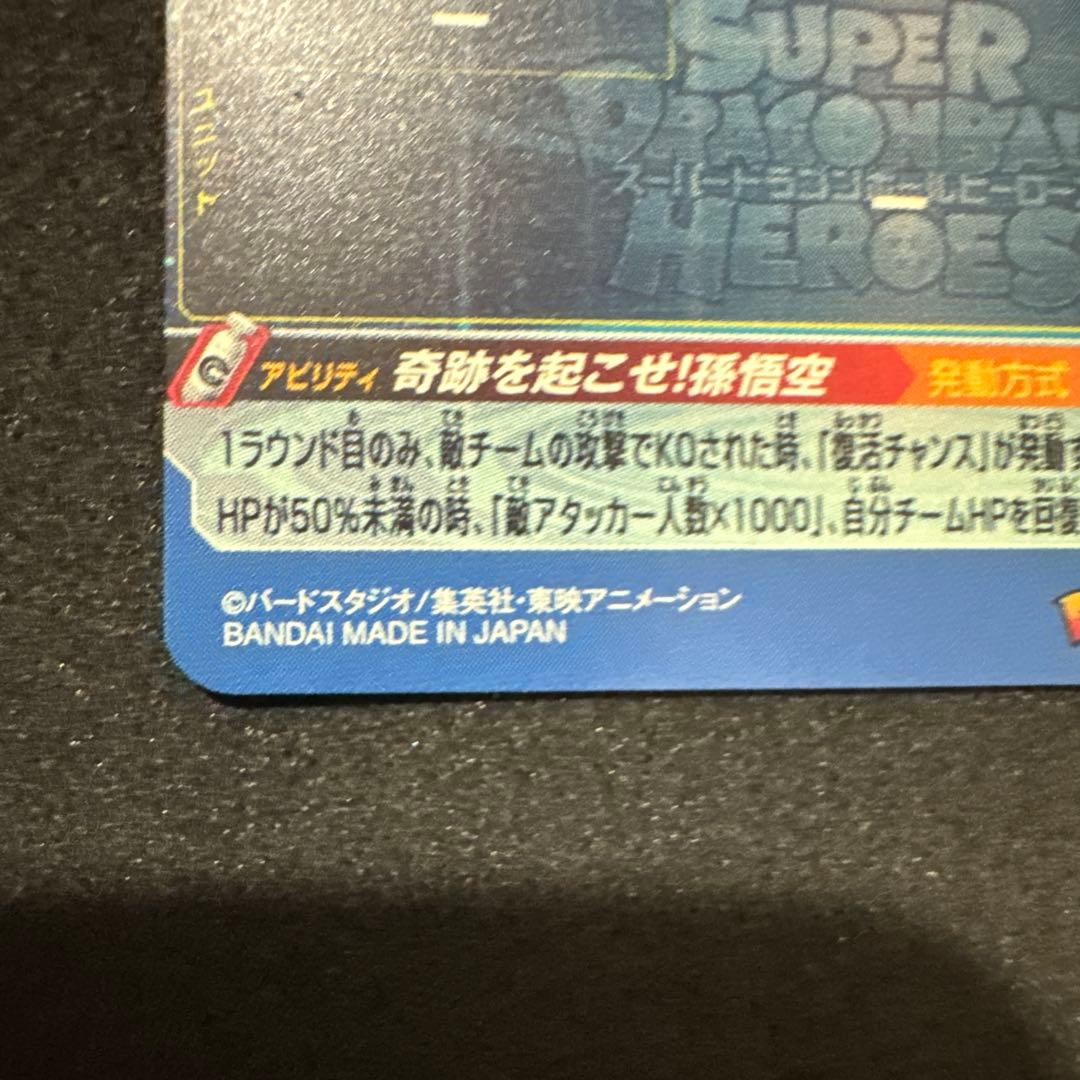 SUPER
DRAGONBA
スーパードラゴンボールヒーロー
HEROES
ユニット
アビリティ 奇跡を起こせ!孫悟空 発動方式
1ラウンド目のみ、敵チームの攻撃でKOされた時、「復活チャンス」が発動す
HPが50%未満の時、「敵アタッカー人数×1000」、自分チームHPを回復
©バードスタジオ/集英社・東映アニメーション
BANDAI MADE IN JAPAN